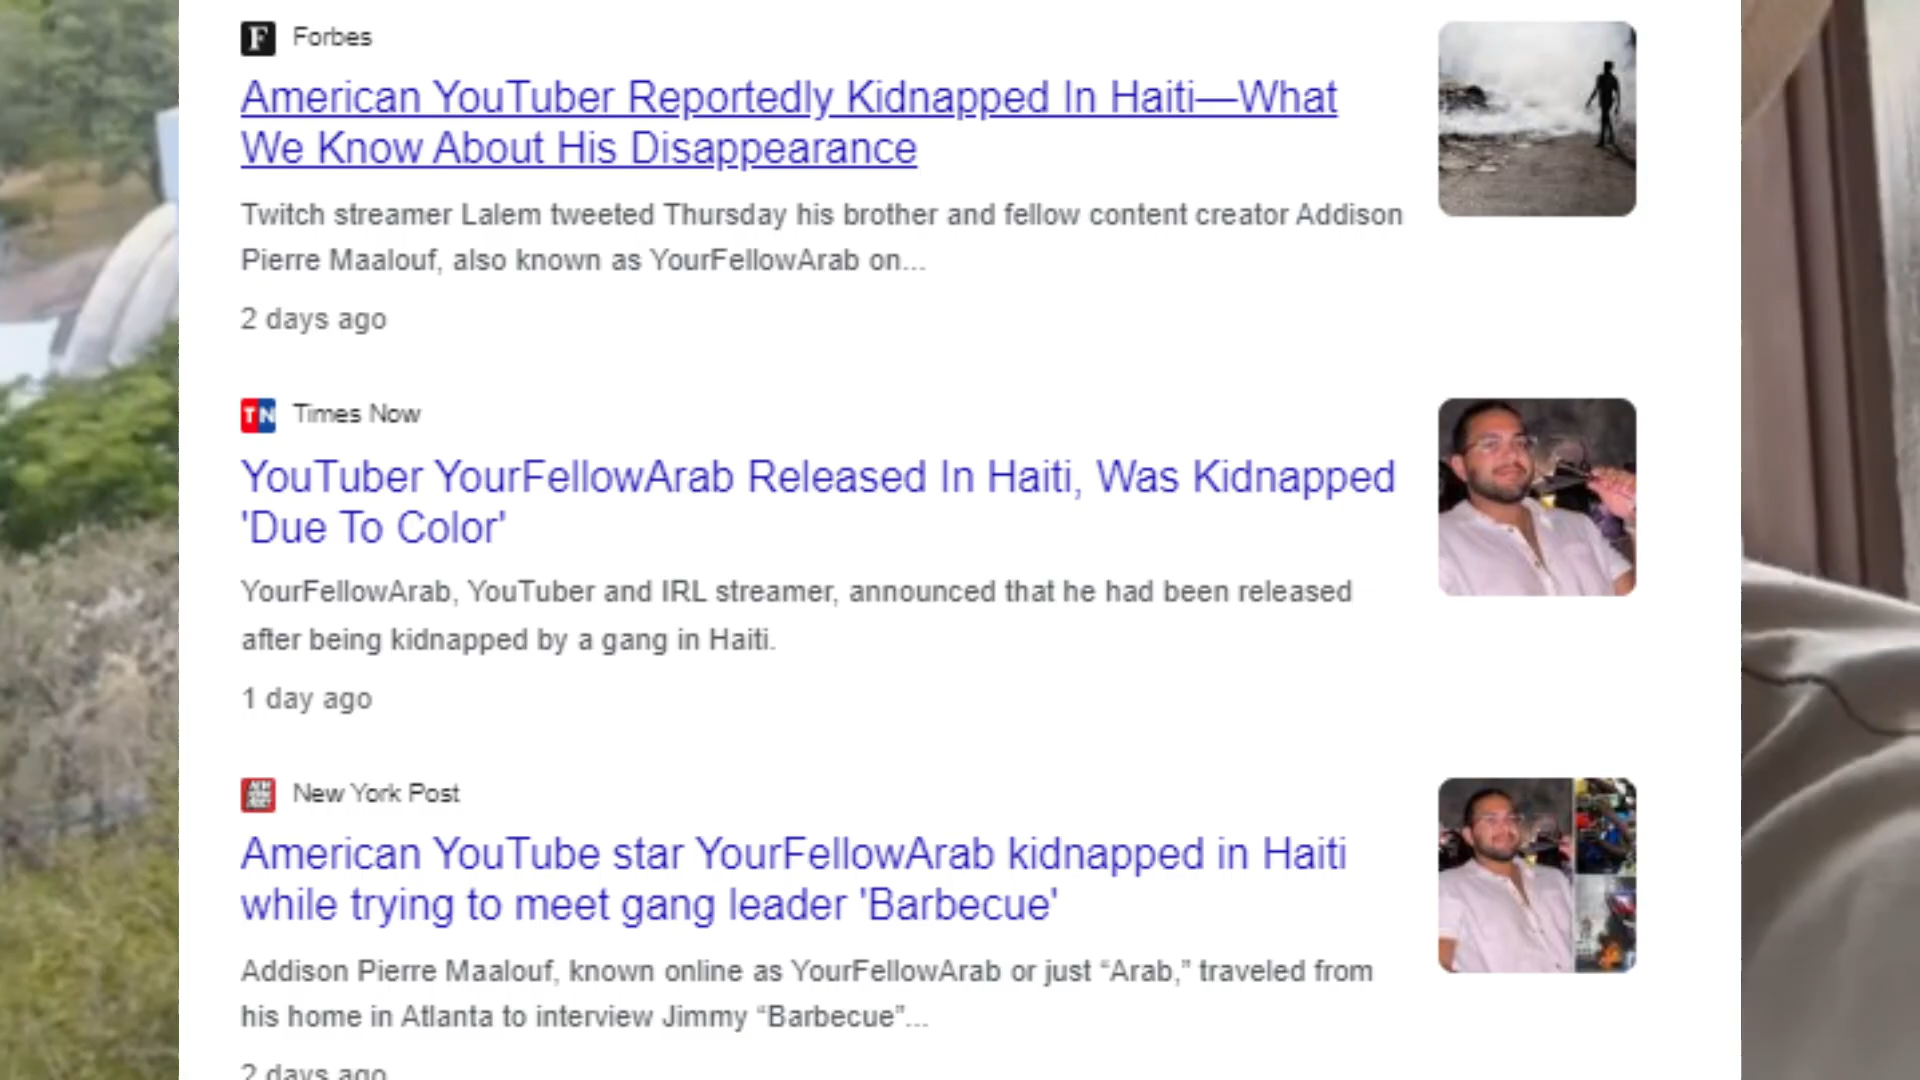 Forbes
American YouTuber Reportedly Kidnapped In Haiti—What
We Know About His Disappearance
Twitch streamer Lalem tweeted Thursday his brother and fellow content creator Addison
Pierre Maalouf, also known as YourFellowArab on...
2 days ago
TN Times Now
YouTuber YourFellowArab Released In Haiti, Was Kidnapped
'Due To Color'
YourFellowArab, YouTuber and IRL streamer, announced that he had been released
after being kidnapped by a gang in Haiti.
1 day ago
New York Post
American YouTube star YourFellowArab kidnapped in Haiti
while trying to meet gang leader 'Barbecue'
Addison Pierre Maalouf, known online as YourFellowArab or just “Arab,” traveled from
his home in Atlanta to interview Jimmy “Barbecue”...
2 days ago